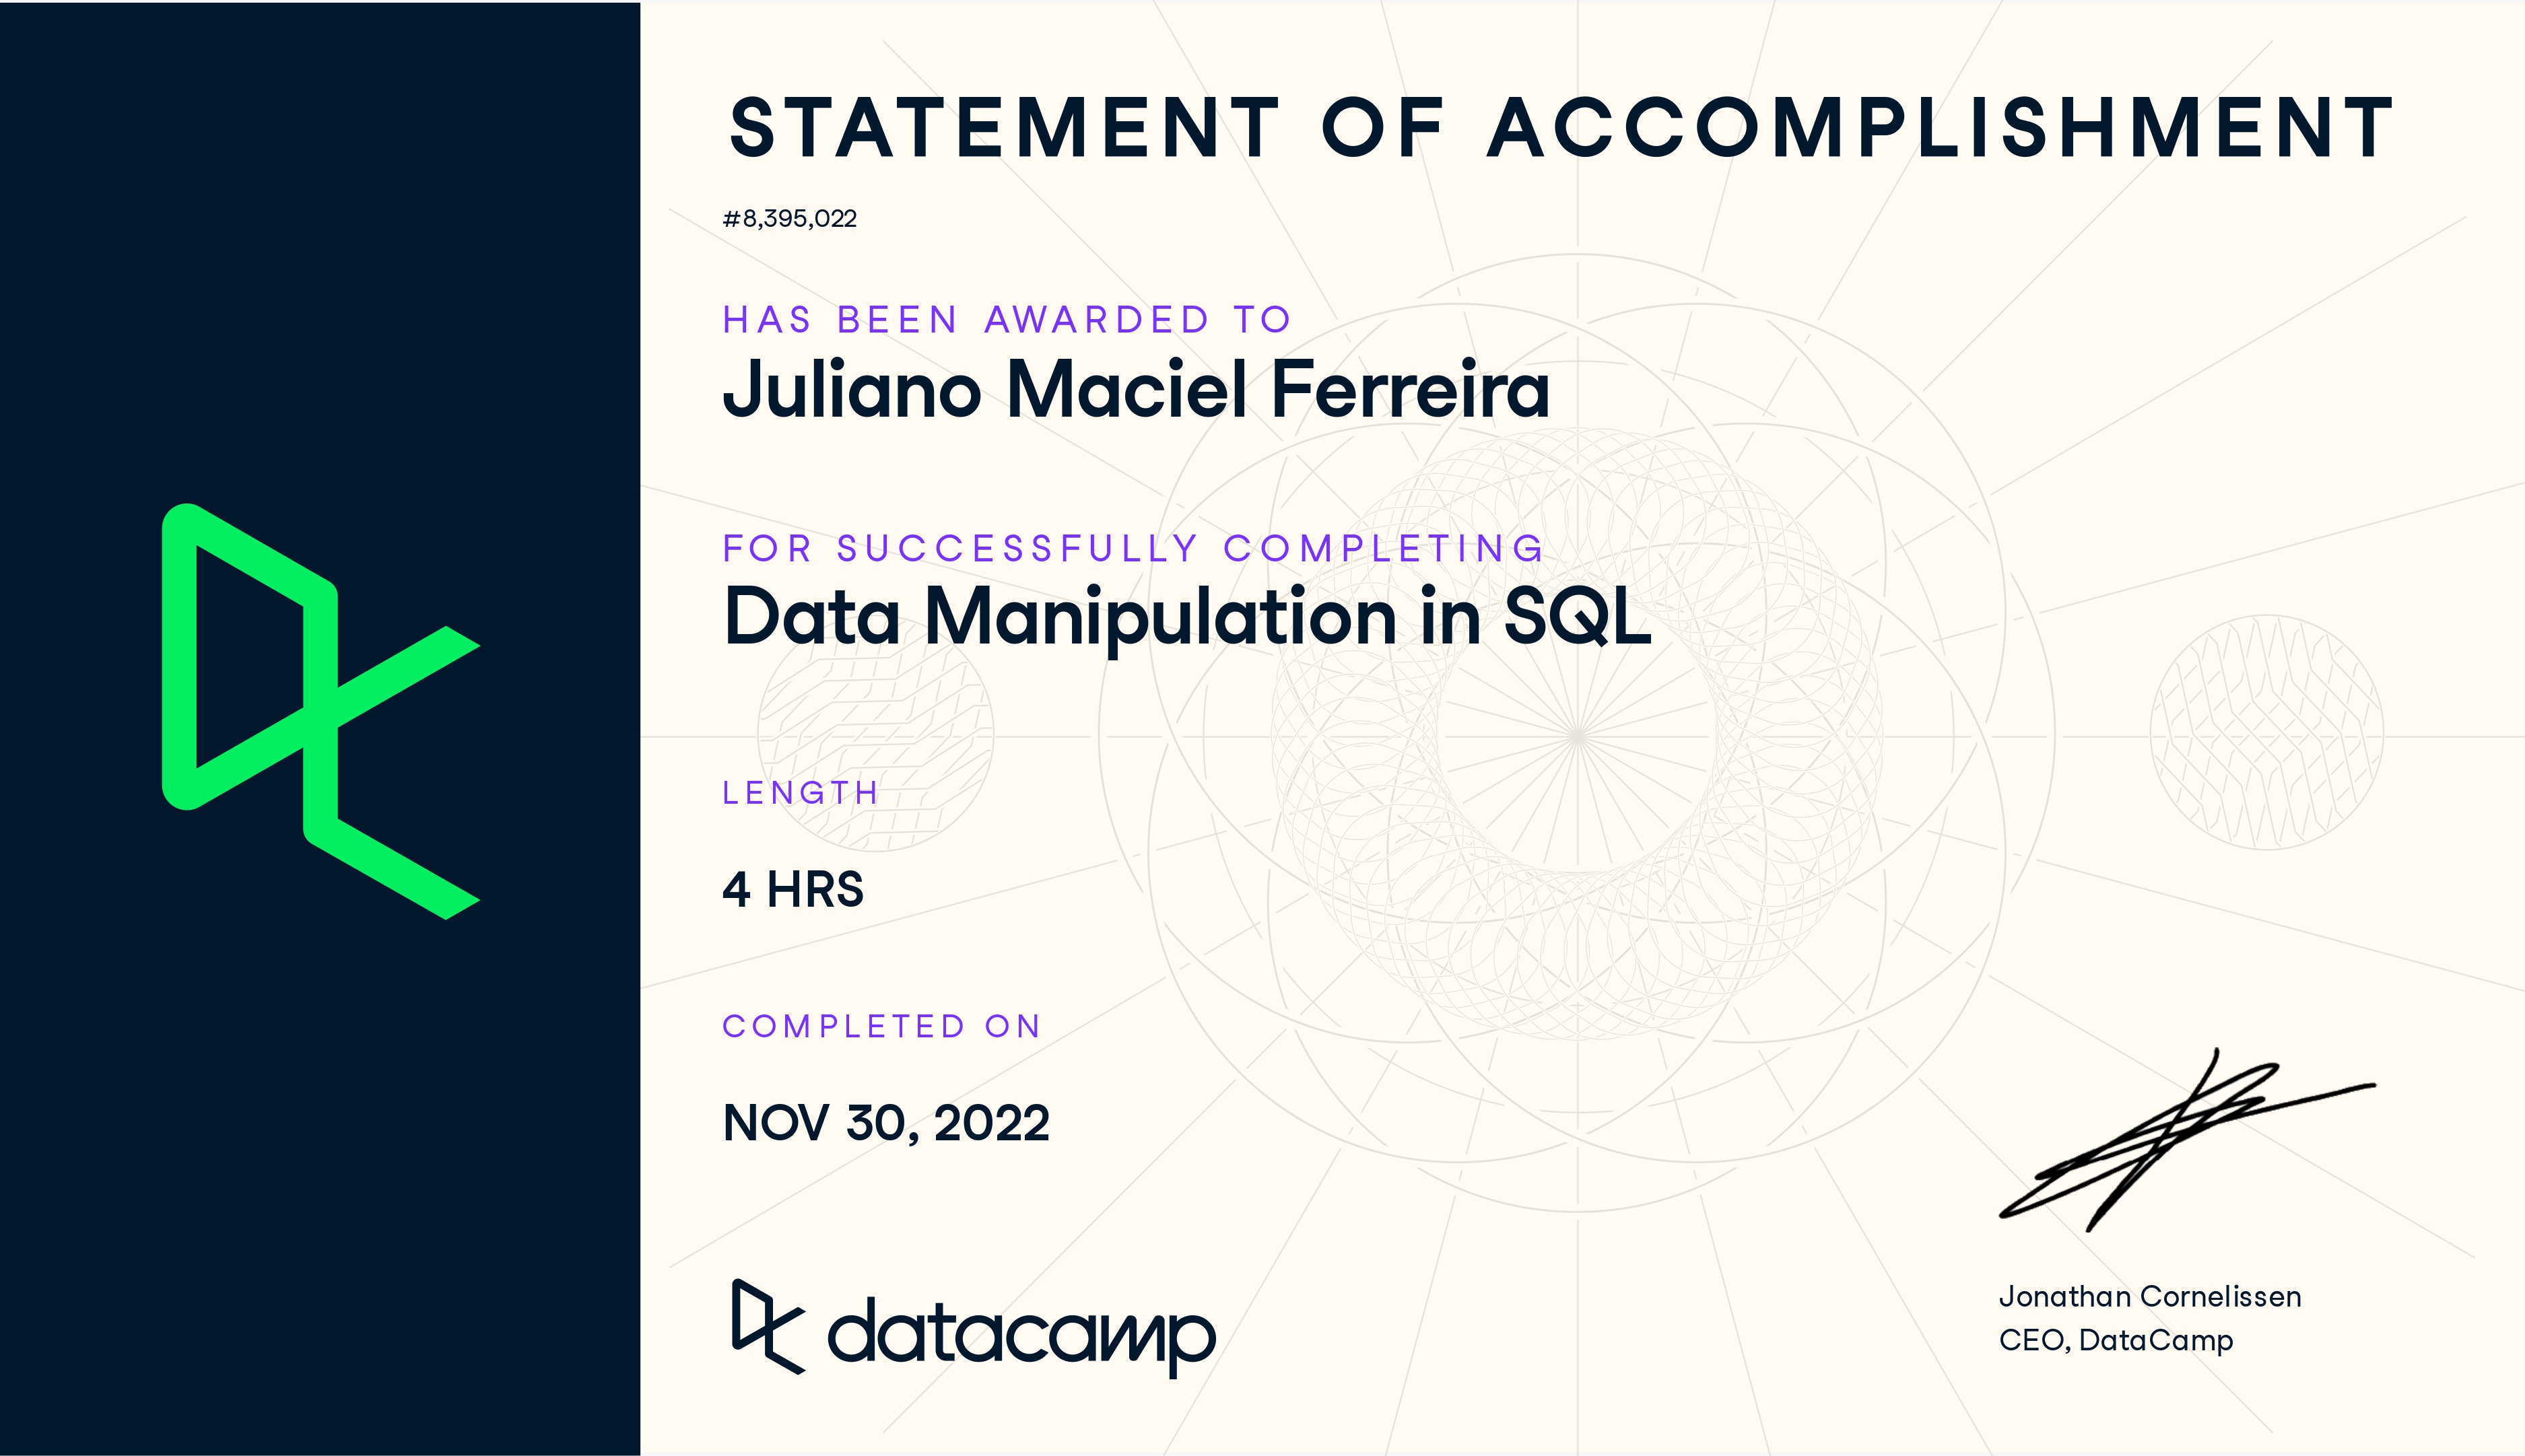 STATEMENT OF ACCOMPLISHMENT
#8,395,022
HAS BEEN AWARDED TO
Juliano Maciel Ferreira
FOR SUCCESSFULLY COMPLETING
Data Manipulation in SQL
LENGTH
4 HRS
COMPLETED ON
NOV 30, 2022
datacamp
Jonathan Cornelissen
CEO, DataCamp